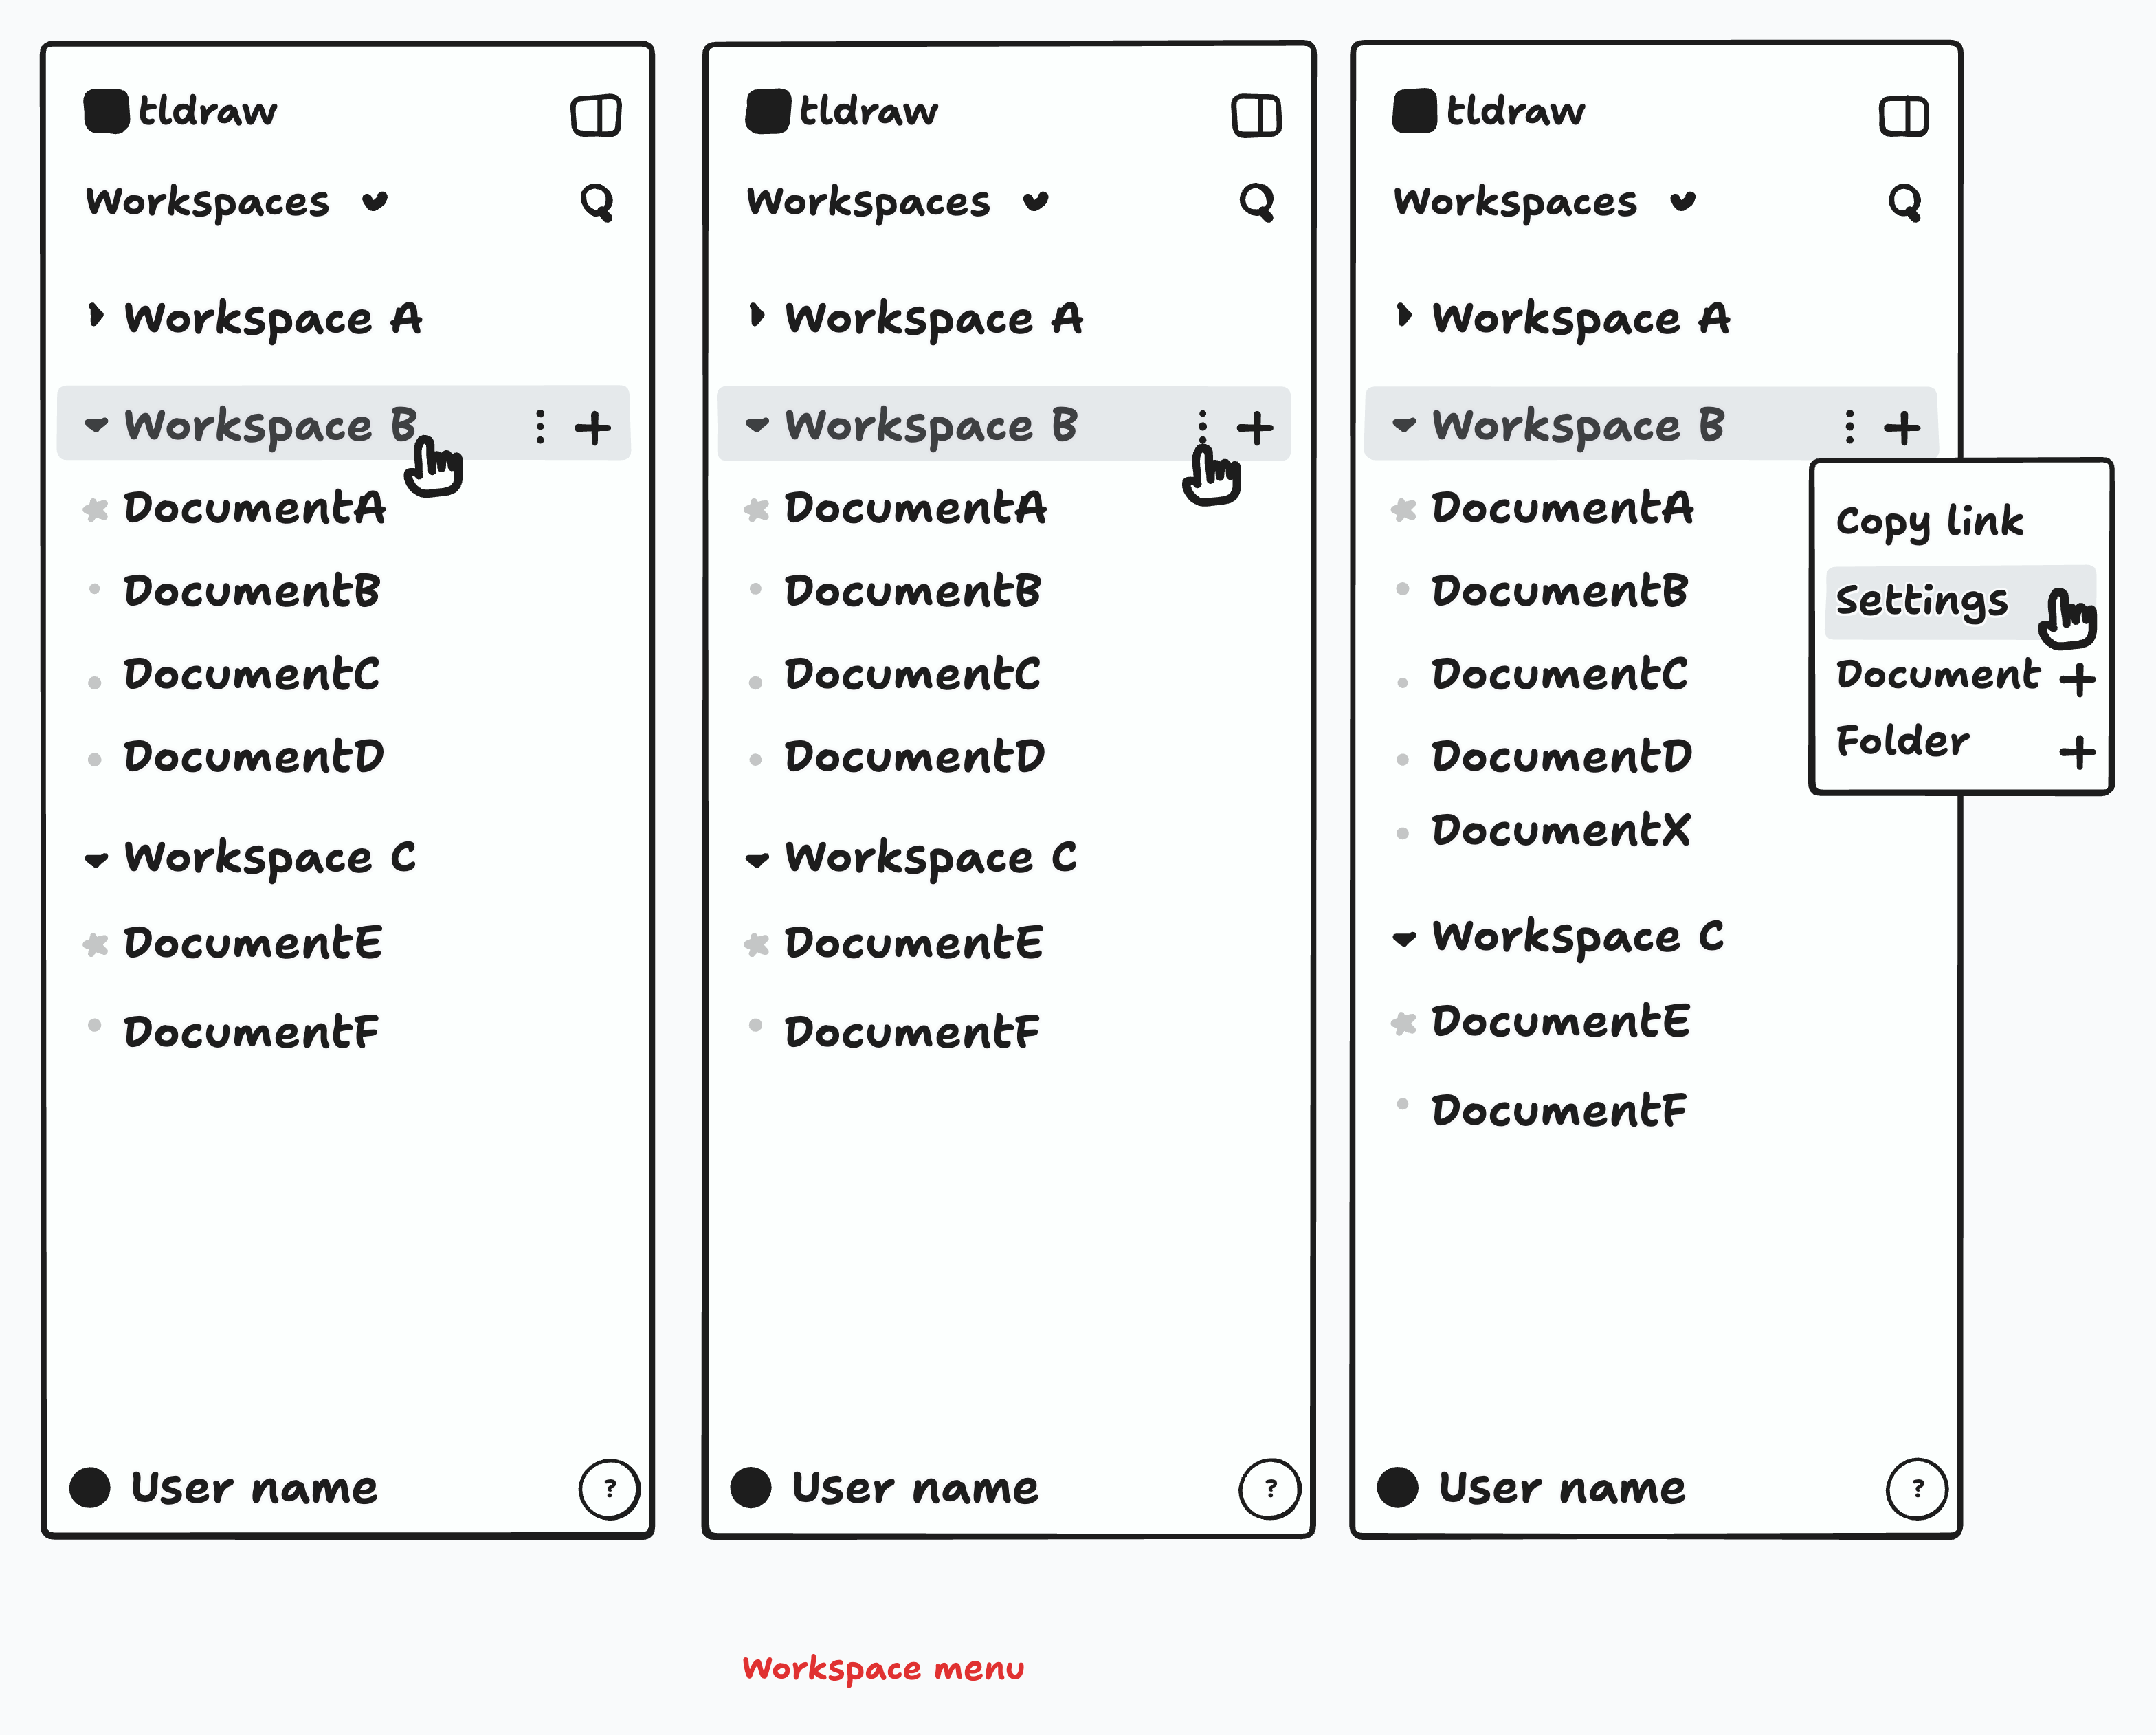 tldraw
Workspaces
Workspace A
Workspace B
DocumentA
DocumentB
DocumentC
DocumentD
Workspace C
DocumentE
DocumentF
User name
?
tldraw
Workspaces
Workspace A
Workspace B
DocumentA
DocumentB
DocumentC
DocumentD
Workspace C
DocumentE
DocumentF
User name
?
tldraw
Workspaces
Workspace A
Workspace B
DocumentA
DocumentB
DocumentC
DocumentD
DocumentX
Workspace C
DocumentE
DocumentF
User name
?
Copy link
Settings
Document +
Folder +
Workspace menu